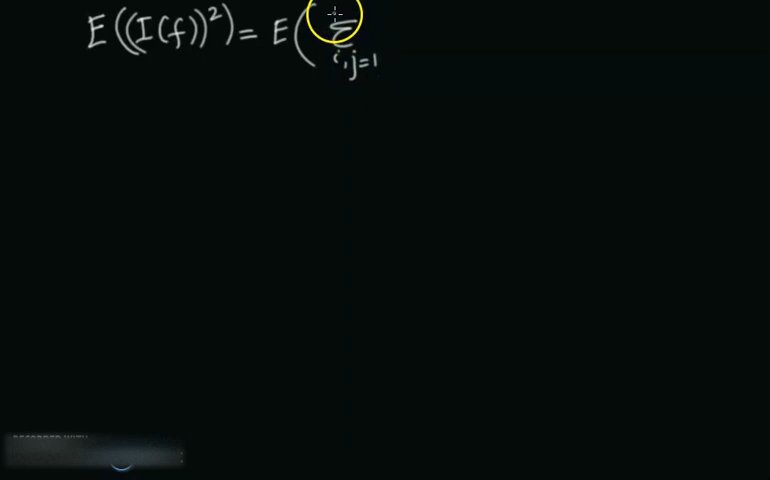 E((I(f))²) = E( Σ
i,j=1